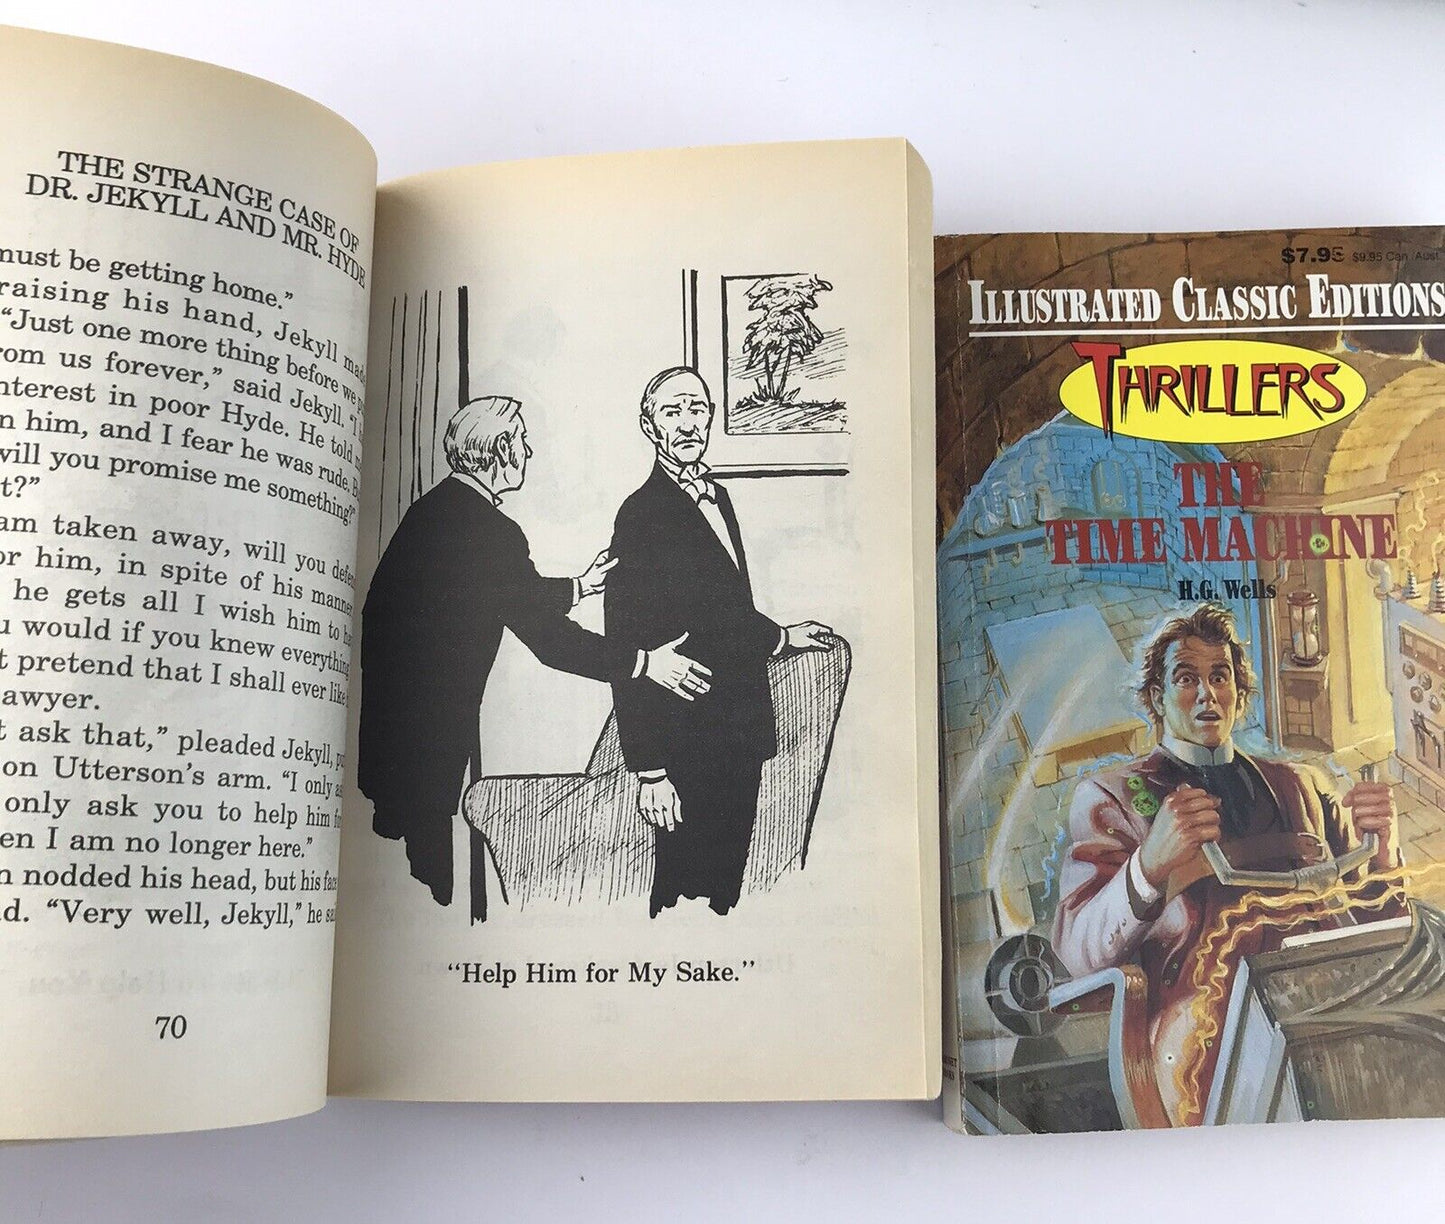 THE STRANGE CASE OF
DR. JEKYLL AND MR. HYDE
must be getting home.”
raising his hand, Jekyll made
“Just one more thing before we
from us forever,” said Jekyll. “I
interest in poor Hyde. He told
him, and I fear he was rude. B
will you promise me something?”
t?”
am taken away, will you defend
or him, in spite of his manner,
he gets all I wish him to
u would if you knew everything
t pretend that I shall ever like
awyer.
t ask that,” pleaded Jekyll,
on Utterson’s arm. “I only
only ask you to help him
en I am no longer here.”
n nodded his head, but his face
d. “Very well, Jekyll,” he
70
“Help Him for My Sake.”
$7.95 $9.95 Can. Aust.
ILLUSTRATED CLASSIC EDITIONS
THRILLERS
THE
TIME MACHINE
H.G. Wells